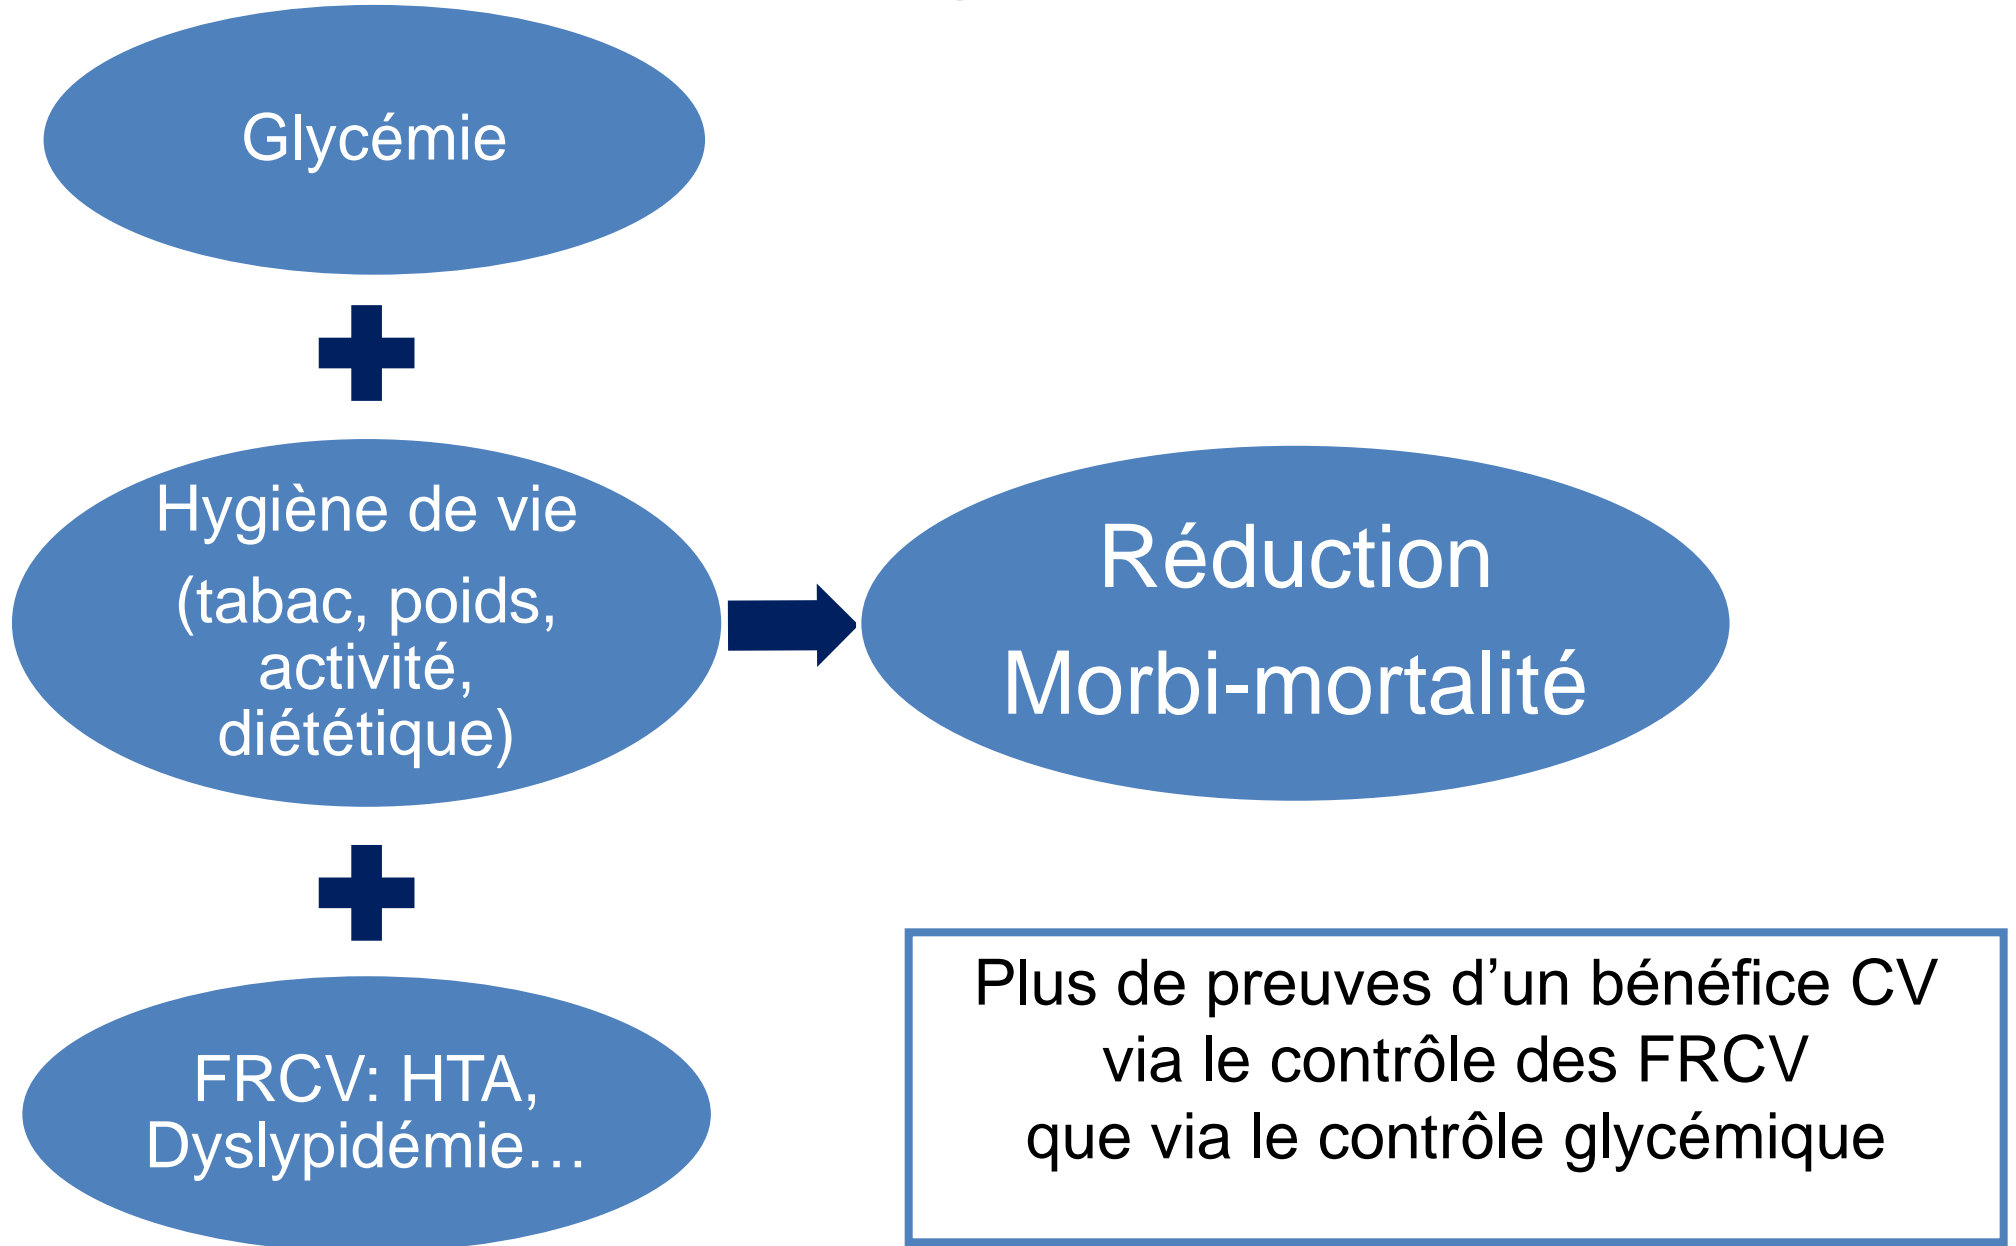 Glycémie
Hygiène de vie
(tabac, poids,
activité,
diététique)
Réduction
Morbi-mortalité
FRCV: HTA,
Dyslypidémie…
Plus de preuves d’un bénéfice CV
via le contrôle des FRCV
que via le contrôle glycémique